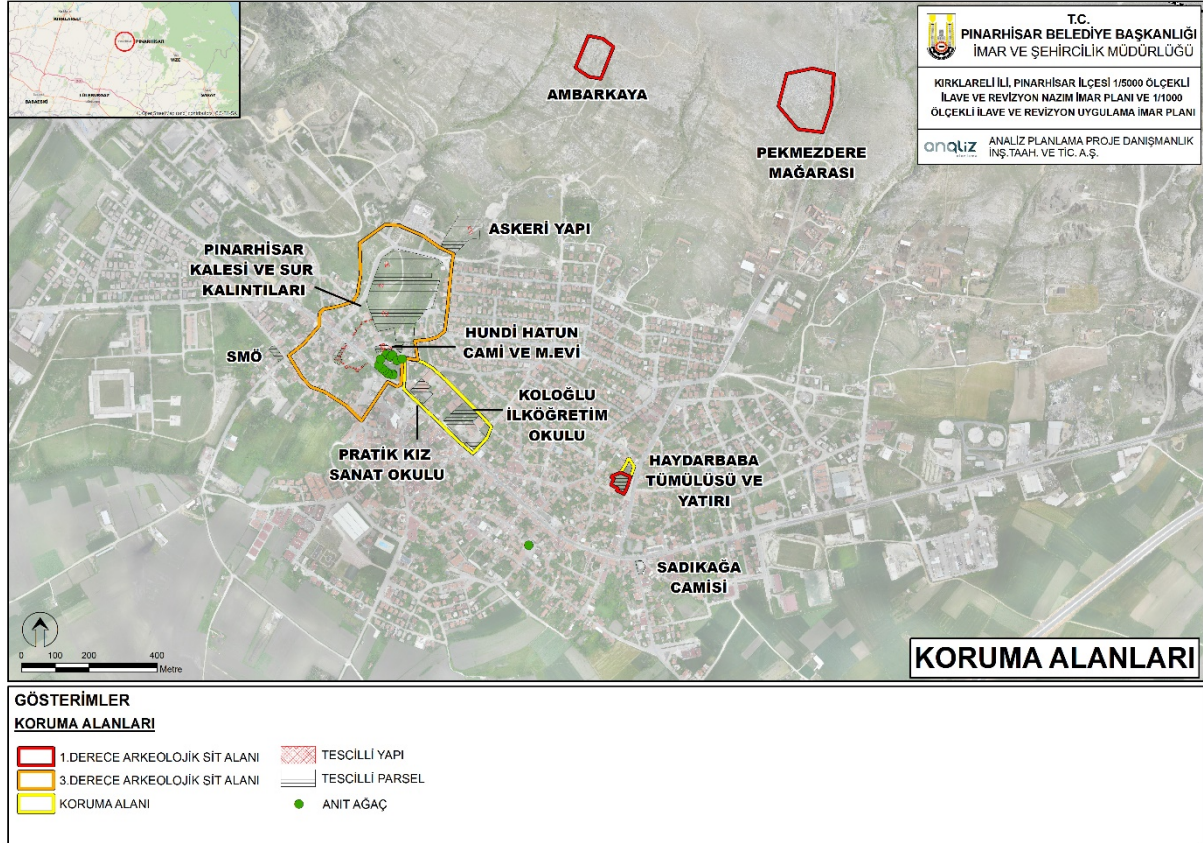 KIRKLARELİ
PINARHİSAR
VİZE
BABAESKİ
LÜLEBURGAZ
T.C.
PINARHİSAR BELEDİYE BAŞKANLIĞI
İMAR VE ŞEHİRCİLİK MÜDÜRLÜĞÜ
KIRKLARELİ İLİ, PINARHİSAR İLÇESİ 1/5000 ÖLÇEKLİ
İLAVE VE REVİZYON NAZIM İMAR PLANI VE 1/1000
ÖLÇEKLİ İLAVE VE REVİZYON UYGULAMA İMAR PLANI
analiz
ANALİZ PLANLAMA PROJE DANIŞMANLIK
İNŞ.TAAH. VE TİC. A.Ş.
AMBARKAYA
PEKMEZDERE
MAĞARASI
ASKERİ YAPI
PINARHİSAR
KALESİ VE SUR
KALINTILARI
HUNDİ HATUN
CAMİ VE M.EVİ
SMÖ
KOLOĞLU
İLKÖĞRETİM
OKULU
PRATİK KIZ
SANAT OKULU
HAYDARBABA
TÜMÜLÜSÜ VE
YATIRI
SADIKAĞA
CAMİSİ
0 100 200 400
Metre
KORUMA ALANLARI
GÖSTERİMLER
KORUMA ALANLARI
1.DERECE ARKEOLOJİK SİT ALANI
3.DERECE ARKEOLOJİK SİT ALANI
KORUMA ALANI
TESCİLLİ YAPI
TESCİLLİ PARSEL
ANIT AĞAÇ